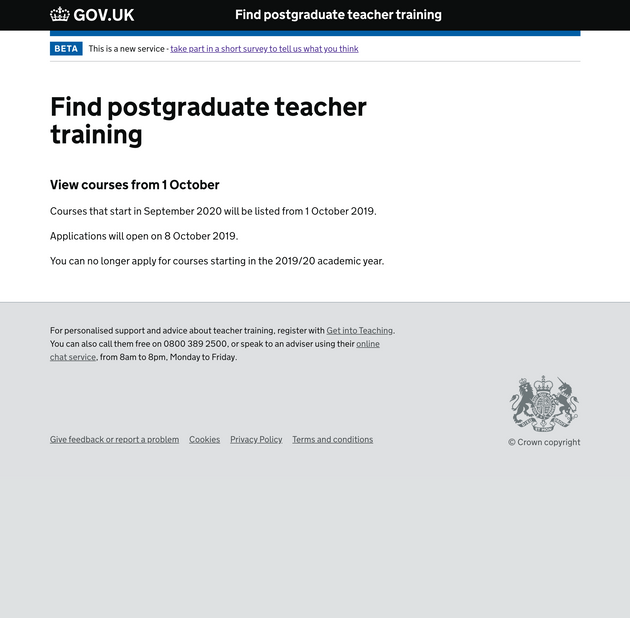 GOV.UK
Find postgraduate teacher training
BETA This is a new service - take part in a short survey to tell us what you think
Find postgraduate teacher
training
View courses from 1 October
Courses that start in September 2020 will be listed from 1 October 2019.
Applications will open on 8 October 2019.
You can no longer apply for courses starting in the 2019/20 academic year.
For personalised support and advice about teacher training, register with Get into Teaching.
You can also call them free on 0800 389 2500, or speak to an adviser using their online
chat service, from 8am to 8pm, Monday to Friday.
Give feedback or report a problem Cookies Privacy Policy Terms and conditions
© Crown copyright